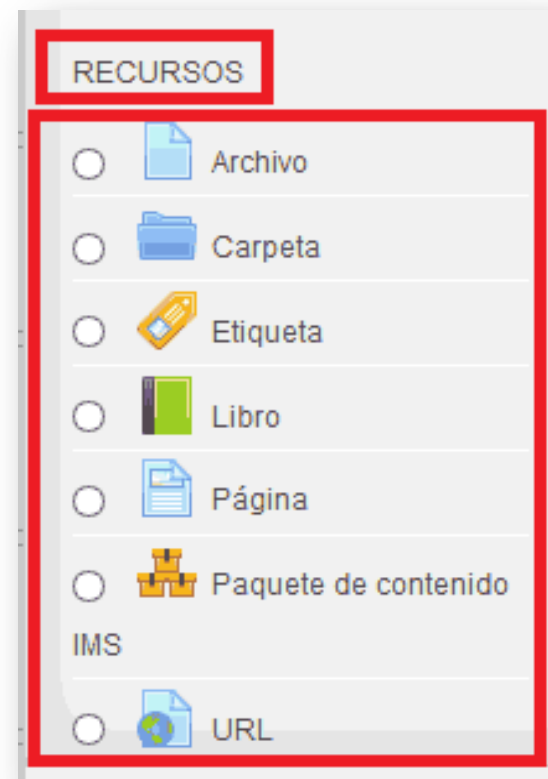 RECURSOS
Archivo
Carpeta
Etiqueta
Libro
Página
Paquete de contenido
IMS
URL